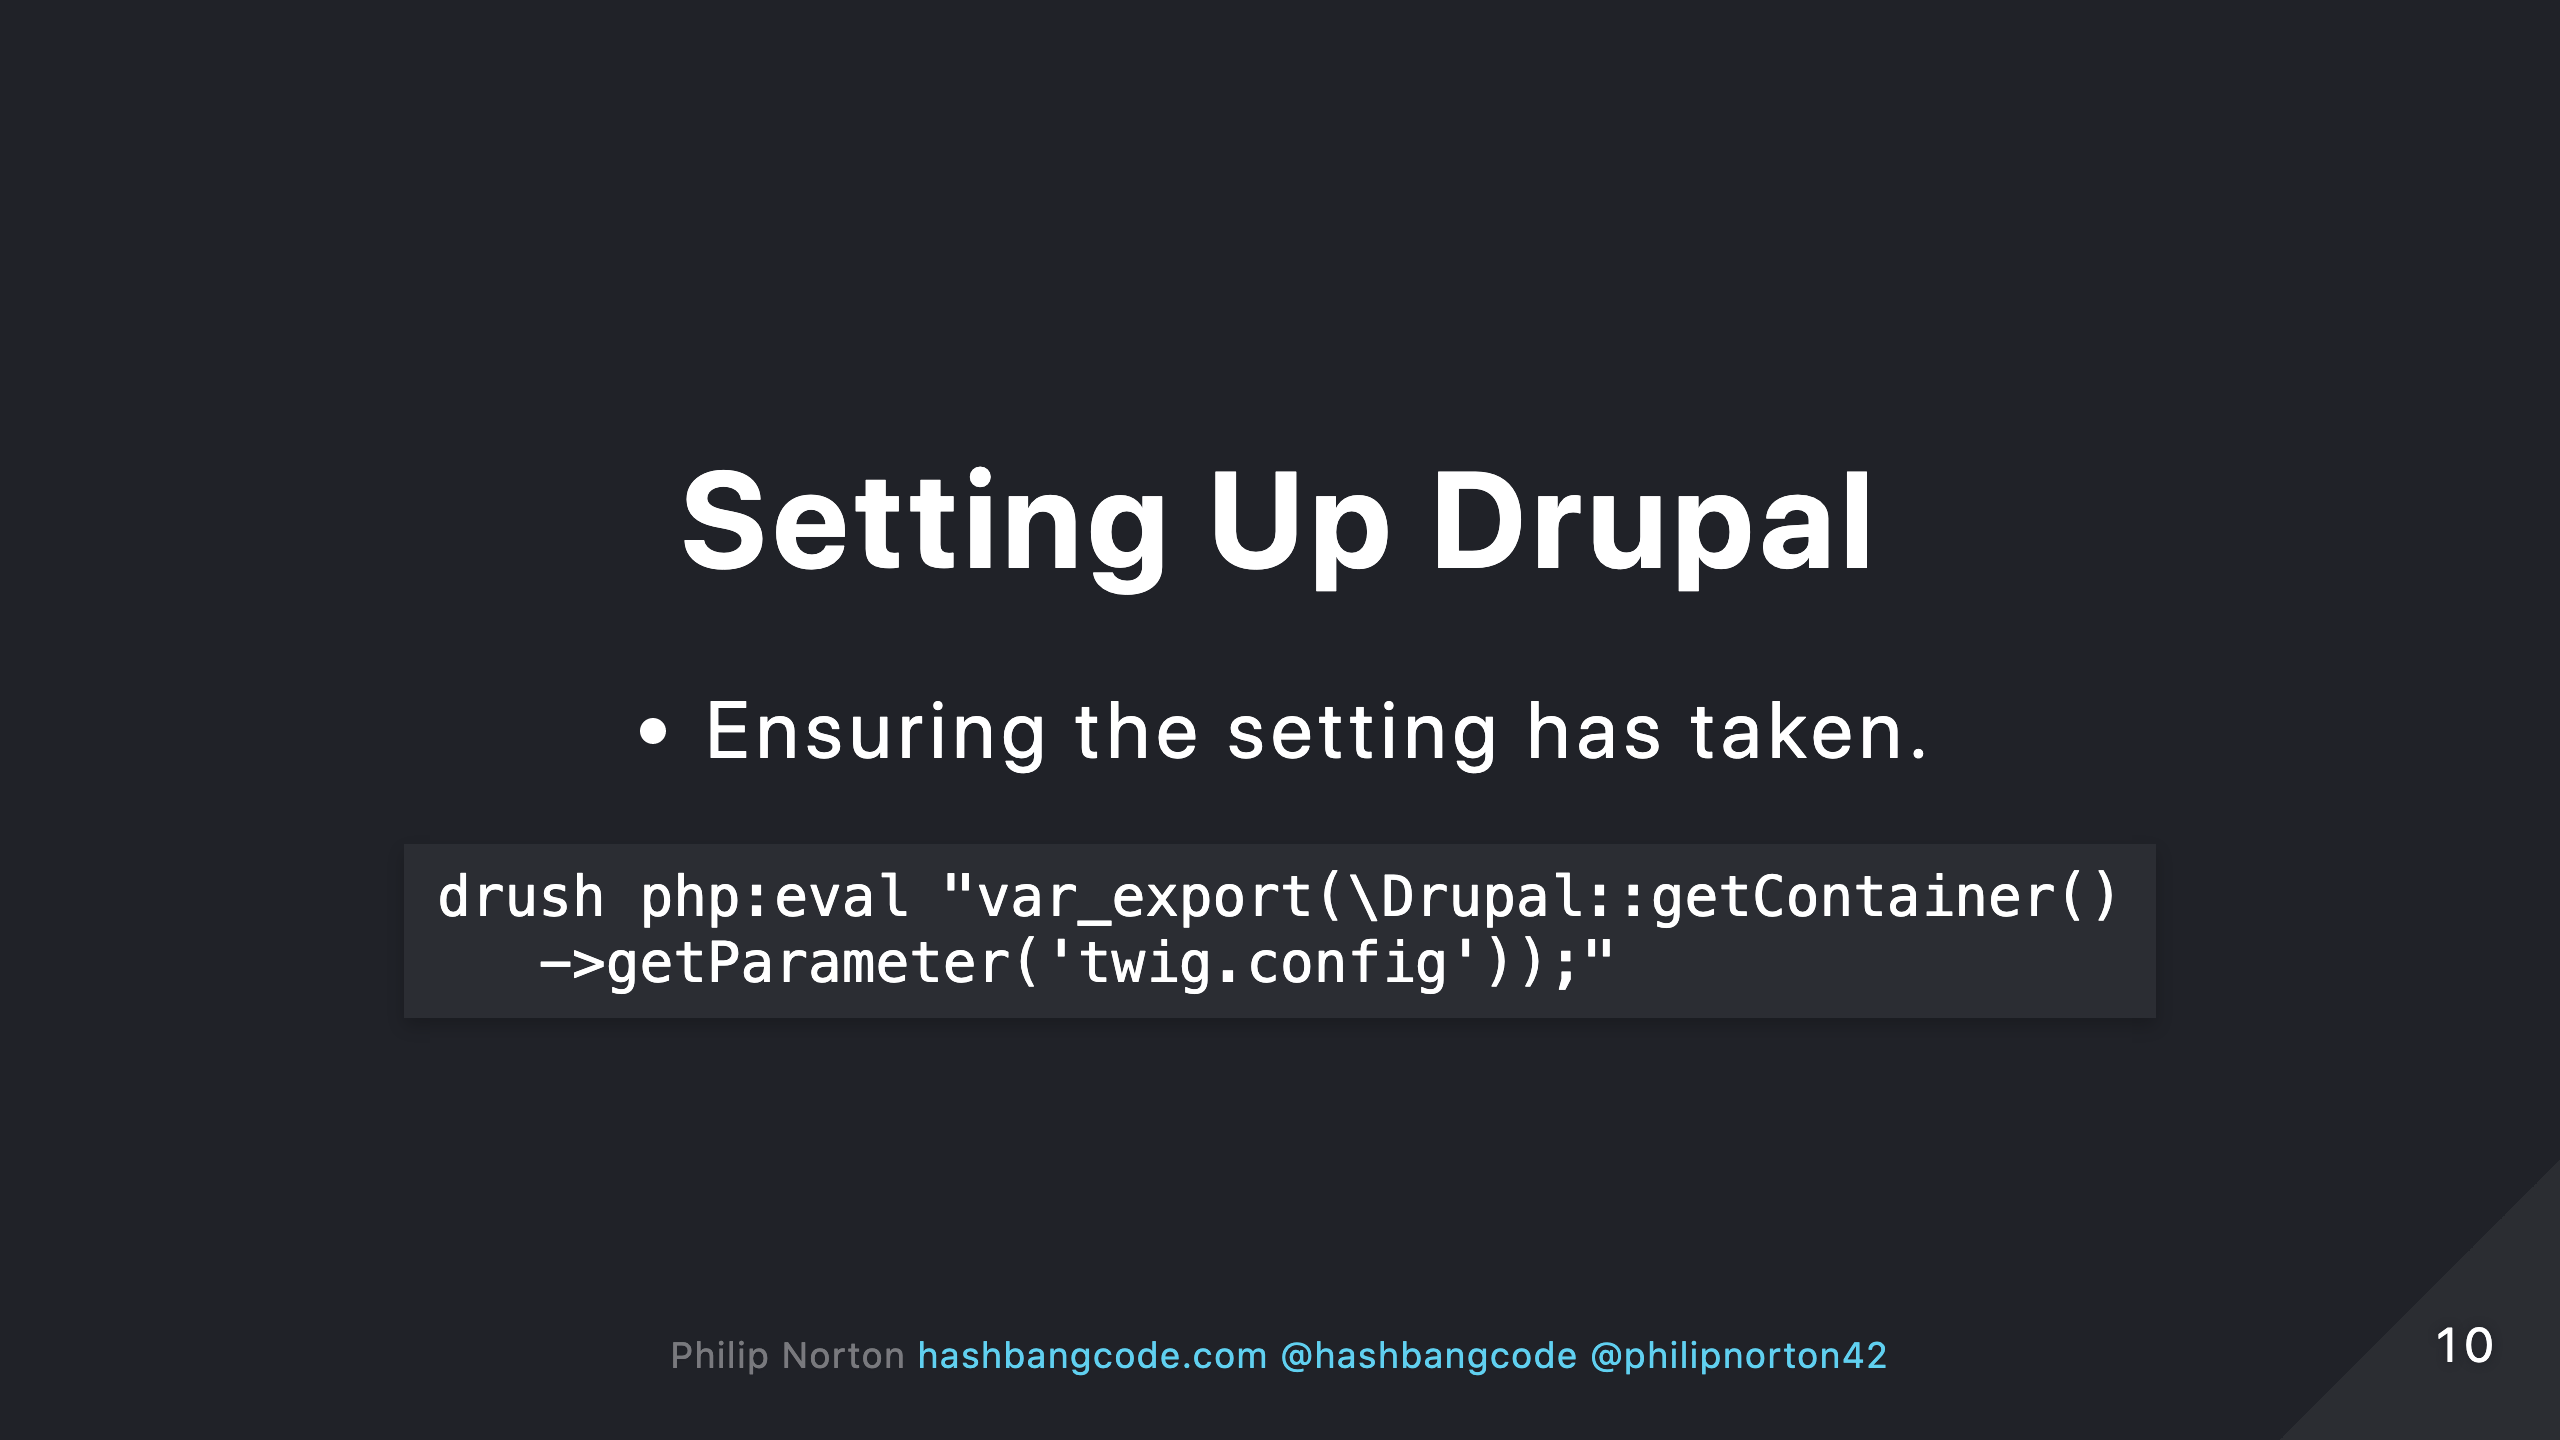 Setting Up Drupal
• Ensuring the setting has taken.
drush php:eval "var_export(\Drupal::getContainer()
   ->getParameter('twig.config'));"
Philip Norton hashbangcode.com @hashbangcode @philipnorton42
10